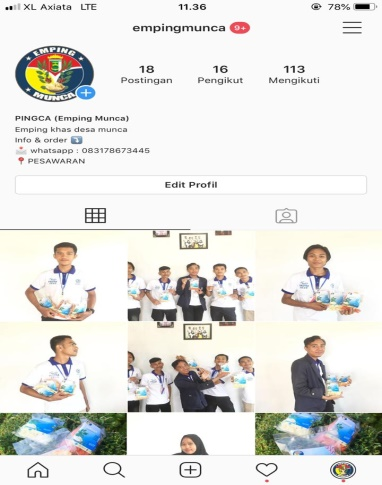 XL Axiata LTE 11.36 78%
empingmunca 9+
EMPING
MUNCA
18 16 113
Postingan Pengikut Mengikuti
PINGCA (Emping Munca)
Emping khas desa munca
Info & order
whatsapp : 083178673445
PESAWARAN
Edit Profil